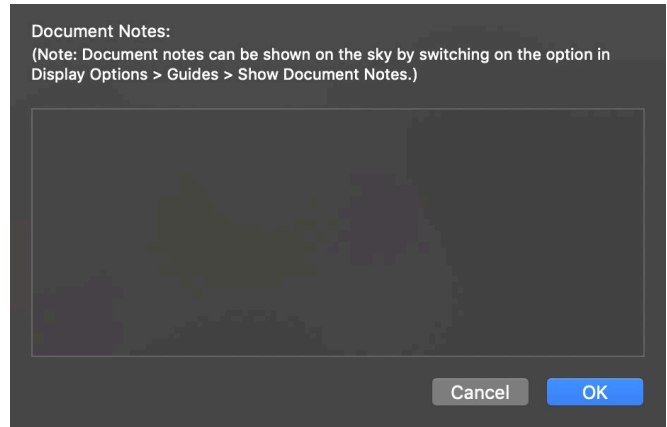 Document Notes:
(Note: Document notes can be shown on the sky by switching on the option in
Display Options > Guides > Show Document Notes.)
Cancel
OK